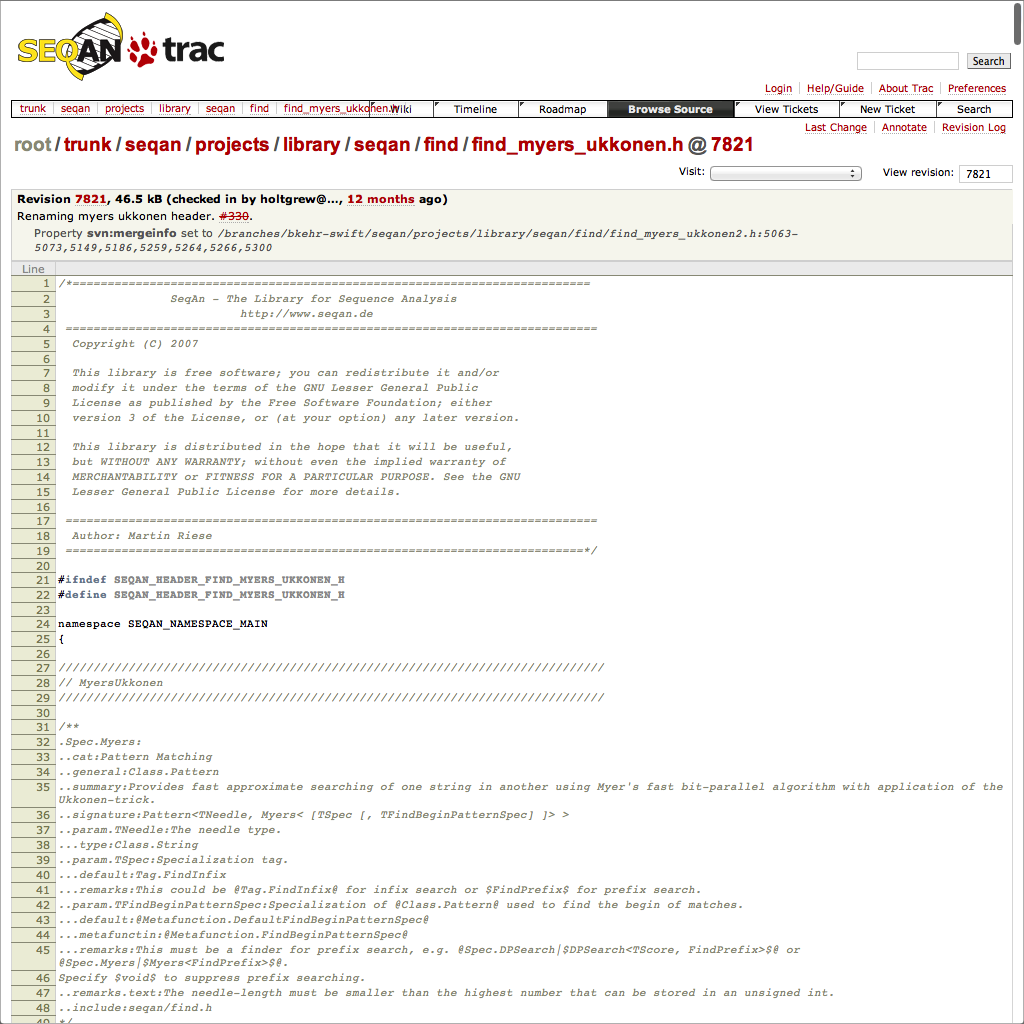 SEQAN trac
Search
Login Help/Guide About Trac Preferences
trunk seqan projects library seqan find find_myers_ukkonen.h Wiki Timeline Roadmap Browse Source View Tickets New Ticket Search
Last Change Annotate Revision Log
root/trunk/seqan/projects/library/seqan/find/find_myers_ukkonen.h @ 7821
Visit: View revision: 7821
Revision 7821, 46.5 kB (checked in by holtgrew@..., 12 months ago)
Renaming myers ukkonen header. #330.
Property svn:mergeinfo set to /branches/bkehr-swift/seqan/projects/library/seqan/find/find_myers_ukkonen2.h:5063-
5073,5149,5186,5259,5264,5266,5300
Line
1 /*==========================================================================
2 SeqAn - The Library for Sequence Analysis
3 http://www.seqan.de
4 ============================================================================
5 Copyright (C) 2007
6
7 This library is free software; you can redistribute it and/or
8 modify it under the terms of the GNU Lesser General Public
9 License as published by the Free Software Foundation; either
10 version 3 of the License, or (at your option) any later version.
11
12 This library is distributed in the hope that it will be useful,
13 but WITHOUT ANY WARRANTY; without even the implied warranty of
14 MERCHANTABILITY or FITNESS FOR A PARTICULAR PURPOSE. See the GNU
15 Lesser General Public License for more details.
16
17 ============================================================================
18 Author: Martin Riese
19 ==========================================================================*/
20
21 #ifndef SEQAN_HEADER_FIND_MYERS_UKKONEN_H
22 #define SEQAN_HEADER_FIND_MYERS_UKKONEN_H
23
24 namespace SEQAN_NAMESPACE_MAIN
25 {
26
27 //////////////////////////////////////////////////////////////////////////////
28 // MyersUkkonen
29 //////////////////////////////////////////////////////////////////////////////
30
31 /**
32 .Spec.Myers:
33 ..cat:Pattern Matching
34 ..general:Class.Pattern
35 ..summary:Provides fast approximate searching of one string in another using Myer's fast bit-parallel algorithm with application of the
Ukkonen-trick.
36 ..signature:Pattern<TNeedle, Myers< [TSpec [, TFindBeginPatternSpec] ]> >
37 ..param.TNeedle:The needle type.
38 ...type:Class.String
39 ..param.TSpec:Specialization tag.
40 ...default:Tag.FindInfix
41 ...remarks:This could be @Tag.FindInfix@ for infix search or $FindPrefix$ for prefix search.
42 ..param.TFindBeginPatternSpec:Specialization of @Class.Pattern@ used to find the begin of matches.
43 ...default:@Metafunction.DefaultFindBeginPatternSpec@
44 ...metafunctin:@Metafunction.FindBeginPatternSpec@
45 ...remarks:This must be a finder for prefix search, e.g. @Spec.DPSearch|$DPSearch<TScore, FindPrefix>$@ or
@Spec.Myers|$Myers<FindPrefix>$@.
46 Specify $void$ to suppress prefix searching.
47 ..remarks.text:The needle-length must be smaller than the highest number that can be stored in an unsigned int.
48 ..include:seqan/find.h
49 */